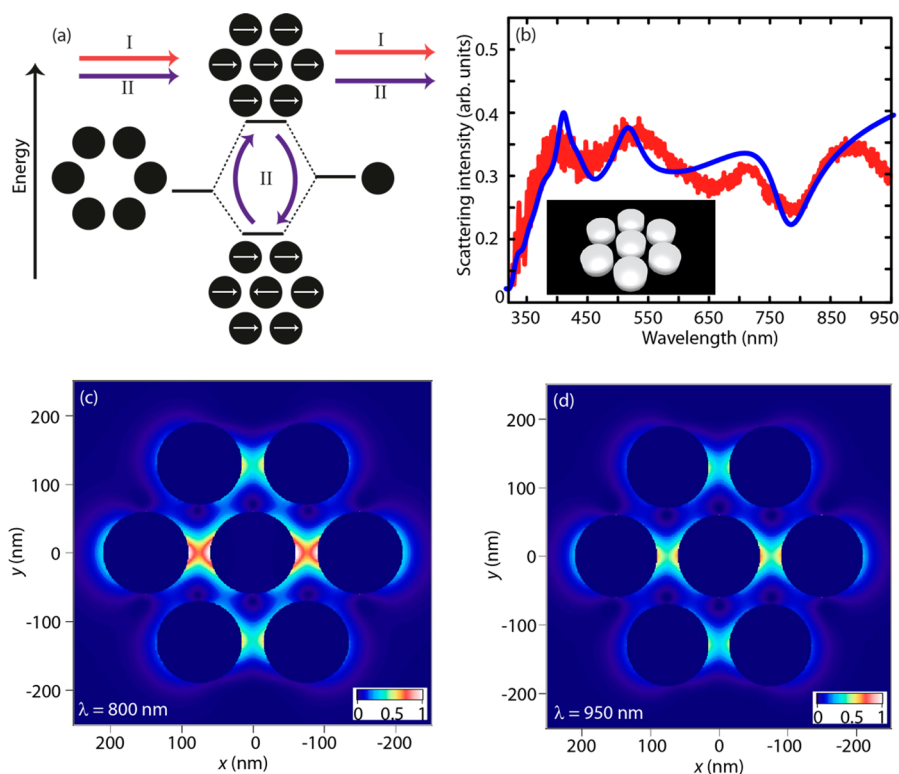 (a)
I
II
I
II
Energy
II
(b)
Scattering intensity (arb. units)
0.5
0.4
0.3
0.2
0
350 450 550 650 750 850 950
Wavelength (nm)
(c)
y (nm)
200
100
0
-100
-200
λ = 800 nm
0 0.5 1
200 100 0 -100 -200
x (nm)
(d)
y (nm)
200
100
0
-100
-200
λ = 950 nm
0 0.5 1
200 100 0 -100 -200
x (nm)